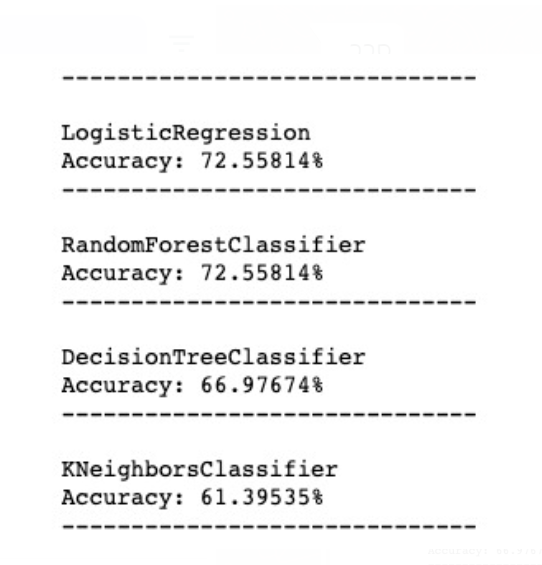 ------------------------------
LogisticRegression
Accuracy: 72.55814%
------------------------------
RandomForestClassifier
Accuracy: 72.55814%
------------------------------
DecisionTreeClassifier
Accuracy: 66.97674%
------------------------------
KNeighborsClassifier
Accuracy: 61.39535%
------------------------------